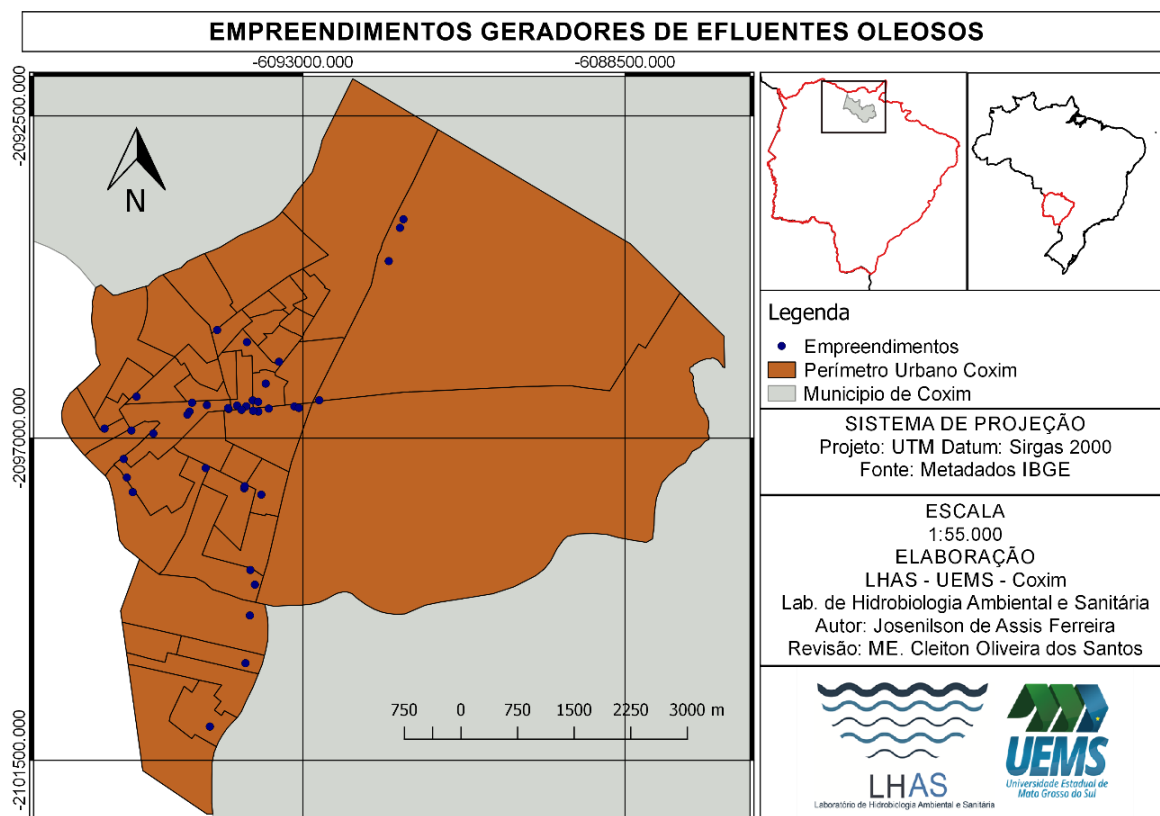 EMPREENDIMENTOS GERADORES DE EFLUENTES OLEOSOS
-6093000.000
-6088500.000
-2092500.000
-2097000.000
-2101500.000
N
750 0 750 1500 2250 3000 m
Legenda
Empreendimentos
Perímetro Urbano Coxim
Municipio de Coxim
SISTEMA DE PROJEÇÃO
Projeto: UTM Datum: Sirgas 2000
Fonte: Metadados IBGE
ESCALA
1:55.000
ELABORAÇÃO
LHAS - UEMS - Coxim
Lab. de Hidrobiologia Ambiental e Sanitária
Autor: Josenilson de Assis Ferreira
Revisão: ME. Cleiton Oliveira dos Santos
LHAS
Laboratório de Hidrobiologia Ambiental e Sanitária
UEMS
Universidade Estadual de
Mato Grosso do Sul